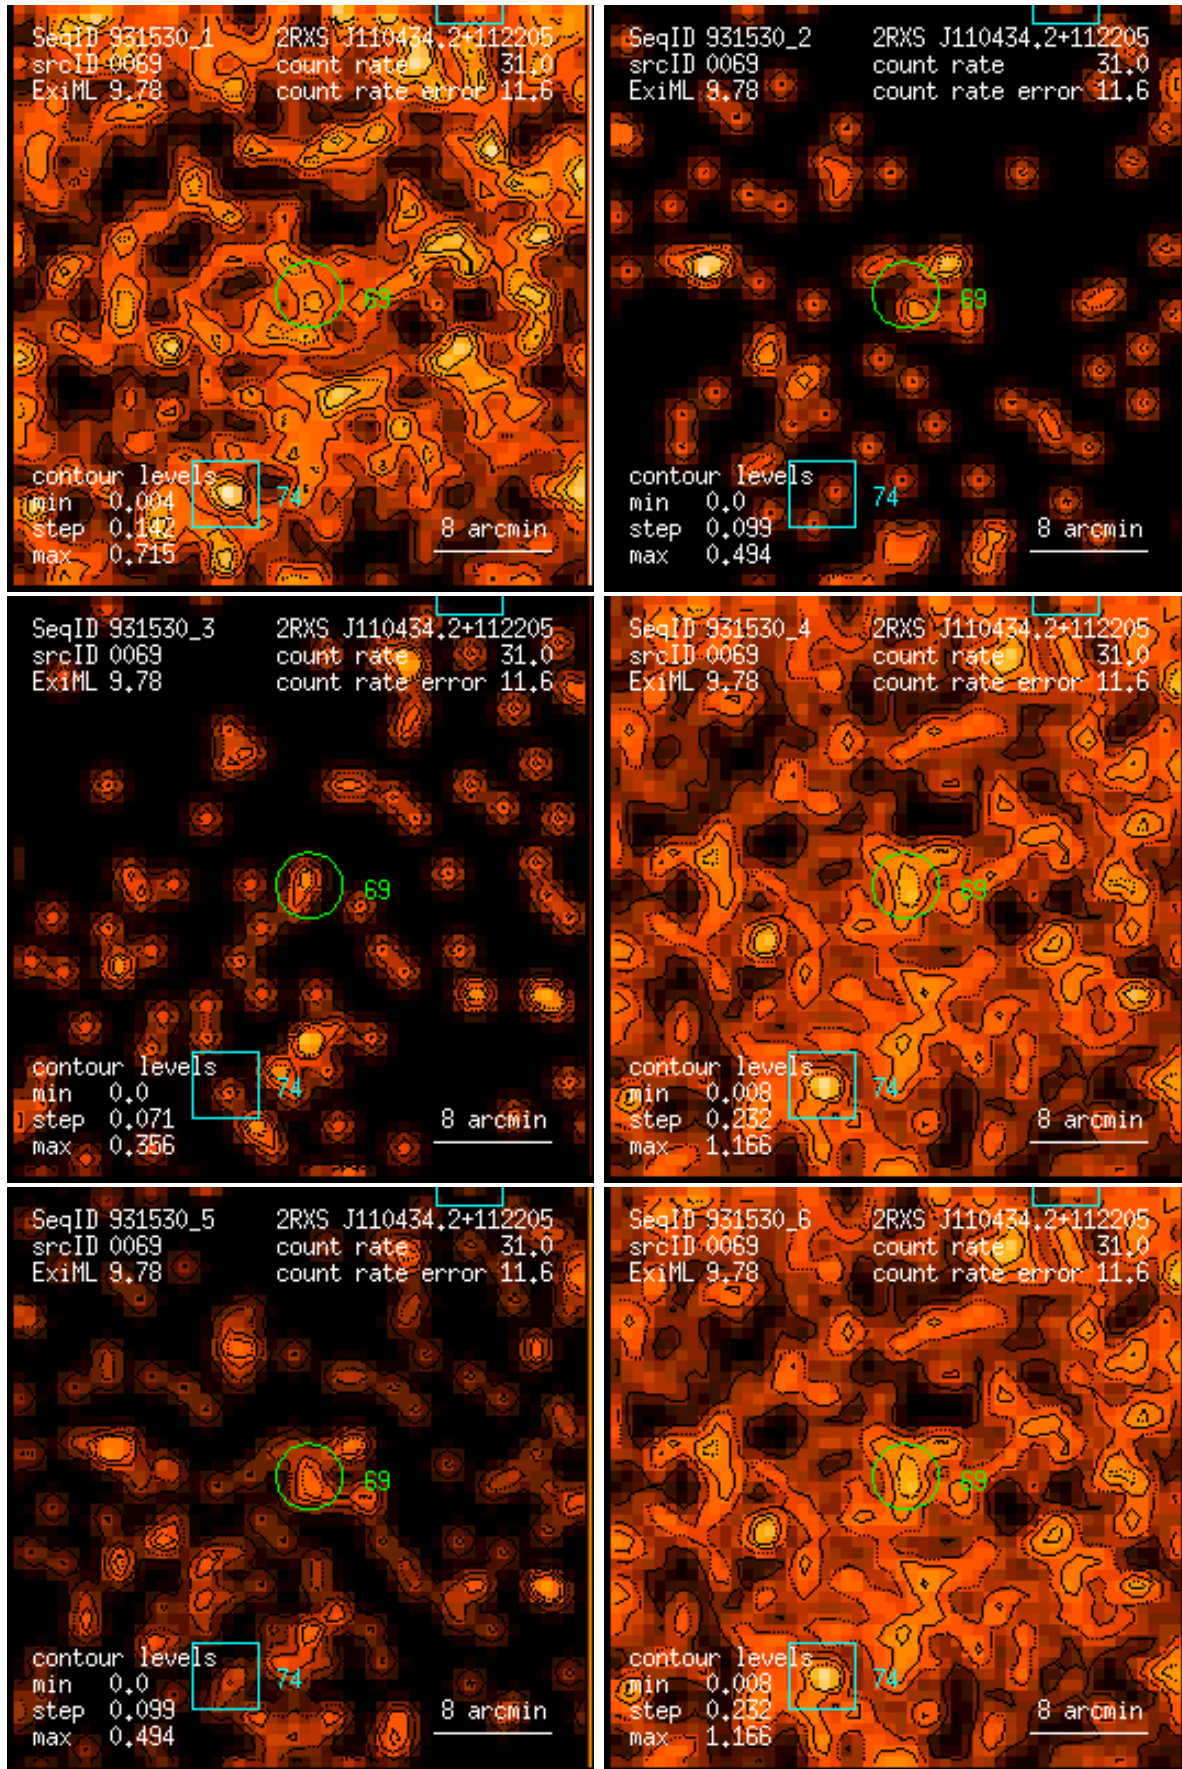 SeqID 931530_1 2RXS J110434.2+112205
srcID 0069 count rate 31.0
ExiML 9.78 count rate error 11.6
69
contour levels
min 0.004
74
step 0.142
8 arcmin
max 0.715
SeqID 931530_2 2RXS J110434.2+112205
srcID 0069 count rate 31.0
ExiML 9.78 count rate error 11.6
69
contour levels
min 0.0
74
step 0.099
8 arcmin
max 0.494
SeqID 931530_3 2RXS J110434.2+112205
srcID 0069 count rate 31.0
ExiML 9.78 count rate error 11.6
69
contour levels
min 0.0
74
step 0.071
8 arcmin
max 0.356
SeqID 931530_4 2RXS J110434.2+112205
srcID 0069 count rate 31.0
ExiML 9.78 count rate error 11.6
69
contour levels
min 0.008
74
step 0.232
8 arcmin
max 1.166
SeqID 931530_5 2RXS J110434.2+112205
srcID 0069 count rate 31.0
ExiML 9.78 count rate error 11.6
69
contour levels
min 0.0
74
step 0.099
8 arcmin
max 0.494
SeqID 931530_6 2RXS J110434.2+112205
srcID 0069 count rate 31.0
ExiML 9.78 count rate error 11.6
69
contour levels
min 0.008
74
step 0.232
8 arcmin
max 1.166